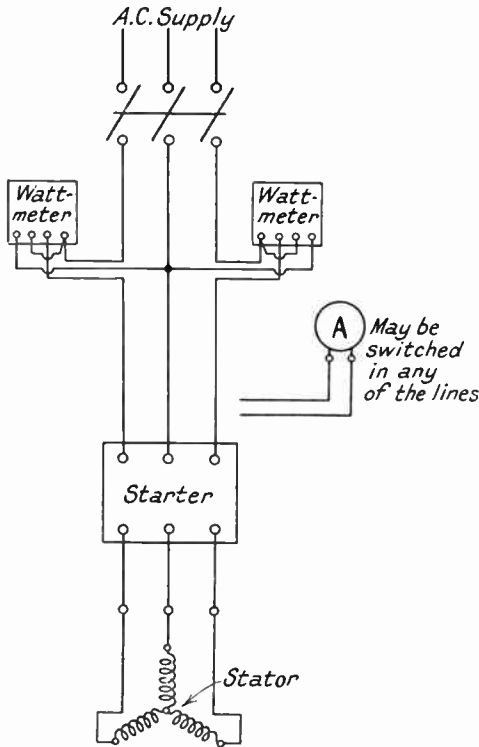 A.C. Supply
Watt-
meter
Watt-
meter
A
May be
switched
in any
of the lines
Starter
Stator